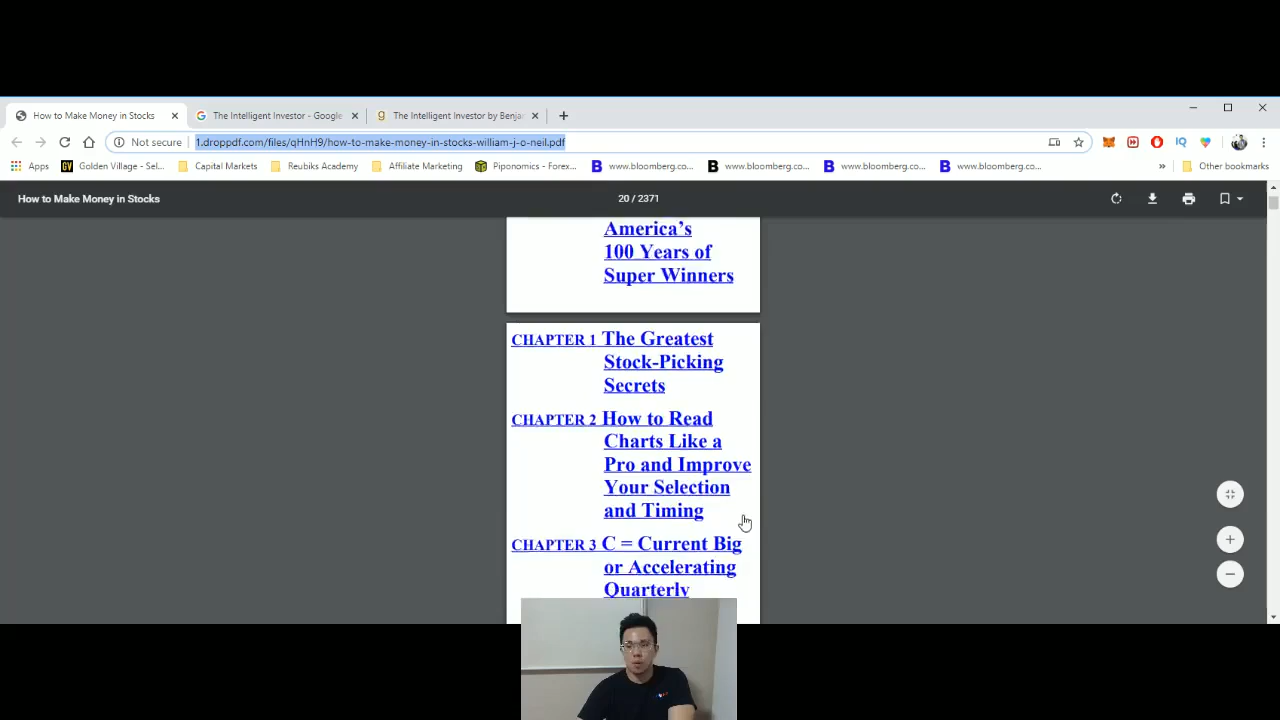 How to Make Money in Stocks
The Intelligent Investor - Google
The Intelligent Investor by Benja
Not secure
1.droppdf.com/files/qHnH9/how-to-make-money-in-stocks-william-j-o-neil.pdf
Apps
Golden Village - Sel...
Capital Markets
Reubiks Academy
Affiliate Marketing
Piponomics - Forex...
www.bloomberg.co...
www.bloomberg.co...
www.bloomberg.co...
www.bloomberg.co...
»
Other bookmarks
How to Make Money in Stocks
20 / 2371
America’s
100 Years of
Super Winners
CHAPTER 1 The Greatest
Stock-Picking
Secrets
CHAPTER 2 How to Read
Charts Like a
Pro and Improve
Your Selection
and Timing
CHAPTER 3 C = Current Big
or Accelerating
Quarterly